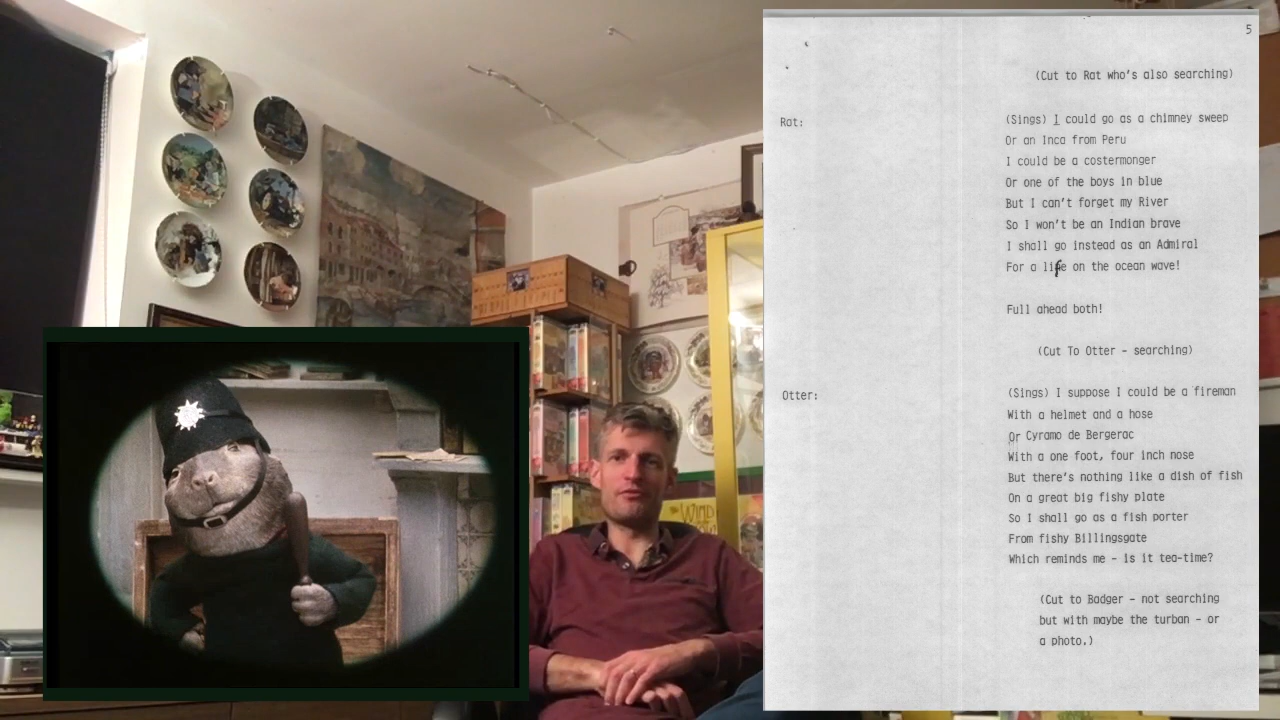 5
(Cut to Rat who's also searching)
Rat:
(Sings) I could go as a chimney sweep
Or an Inca from Peru
I could be a costermonger
Or one of the boys in blue
But I can't forget my River
So I won't be an Indian brave
I shall go instead as an Admiral
For a life on the ocean wave!
Full ahead both!
(Cut To Otter - searching)
Otter:
(Sings) I suppose I could be a fireman
With a helmet and a hose
Or Cyramo de Bergerac
With a one foot, four inch nose
But there's nothing like a dish of fish
On a great big fishy plate
So I shall go as a fish porter
From fishy Billingsgate
Which reminds me - is it tea-time?
(Cut to Badger - not searching
but with maybe the turban - or
a photo.)
WIND